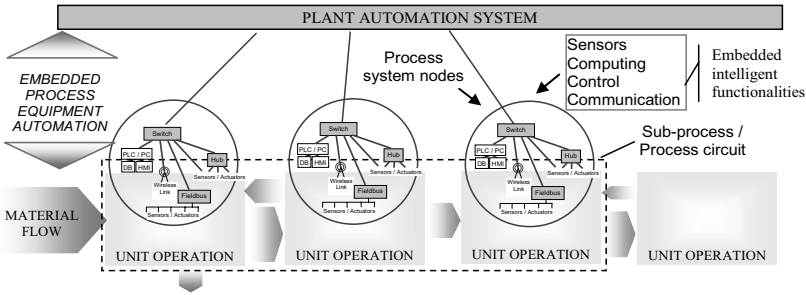 PLANT AUTOMATION SYSTEM
EMBEDDED
PROCESS
EQUIPMENT
AUTOMATION
Process
system nodes
Sensors
Computing
Control
Communication
Embedded
intelligent
functionalities
Sub-process /
Process circuit
Switch
PLC / PC
DB HMI
Hub
Sensors / Actuators
Wireless
Link
Fieldbus
Sensors / Actuators
Switch
PLC / PC
DB HMI
Hub
Sensors / Actuators
Wireless
Link
Fieldbus
Sensors / Actuators
Switch
PLC / PC
DB HMI
Hub
Sensors / Actuators
Wireless
Link
Fieldbus
Sensors / Actuators
MATERIAL
FLOW
UNIT OPERATION
UNIT OPERATION
UNIT OPERATION
UNIT OPERATION